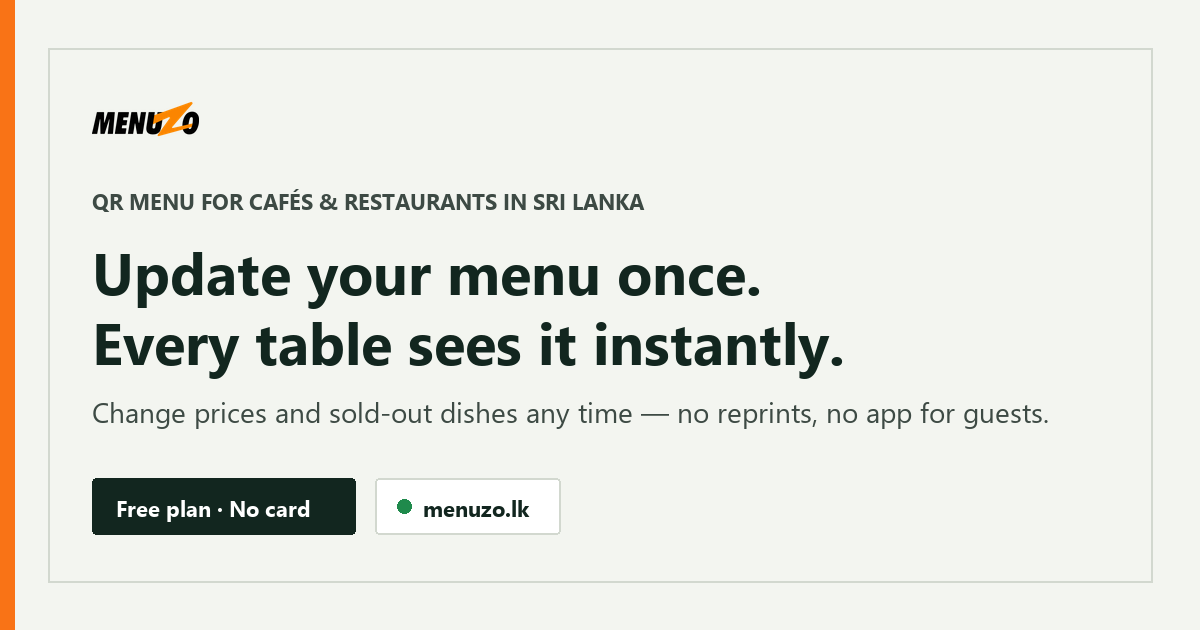 MENUZO
QR MENU FOR CAFÉS & RESTAURANTS IN SRI LANKA
Update your menu once.
Every table sees it instantly.
Change prices and sold-out dishes any time — no reprints, no app for guests.
Free plan · No card
menuzo.lk